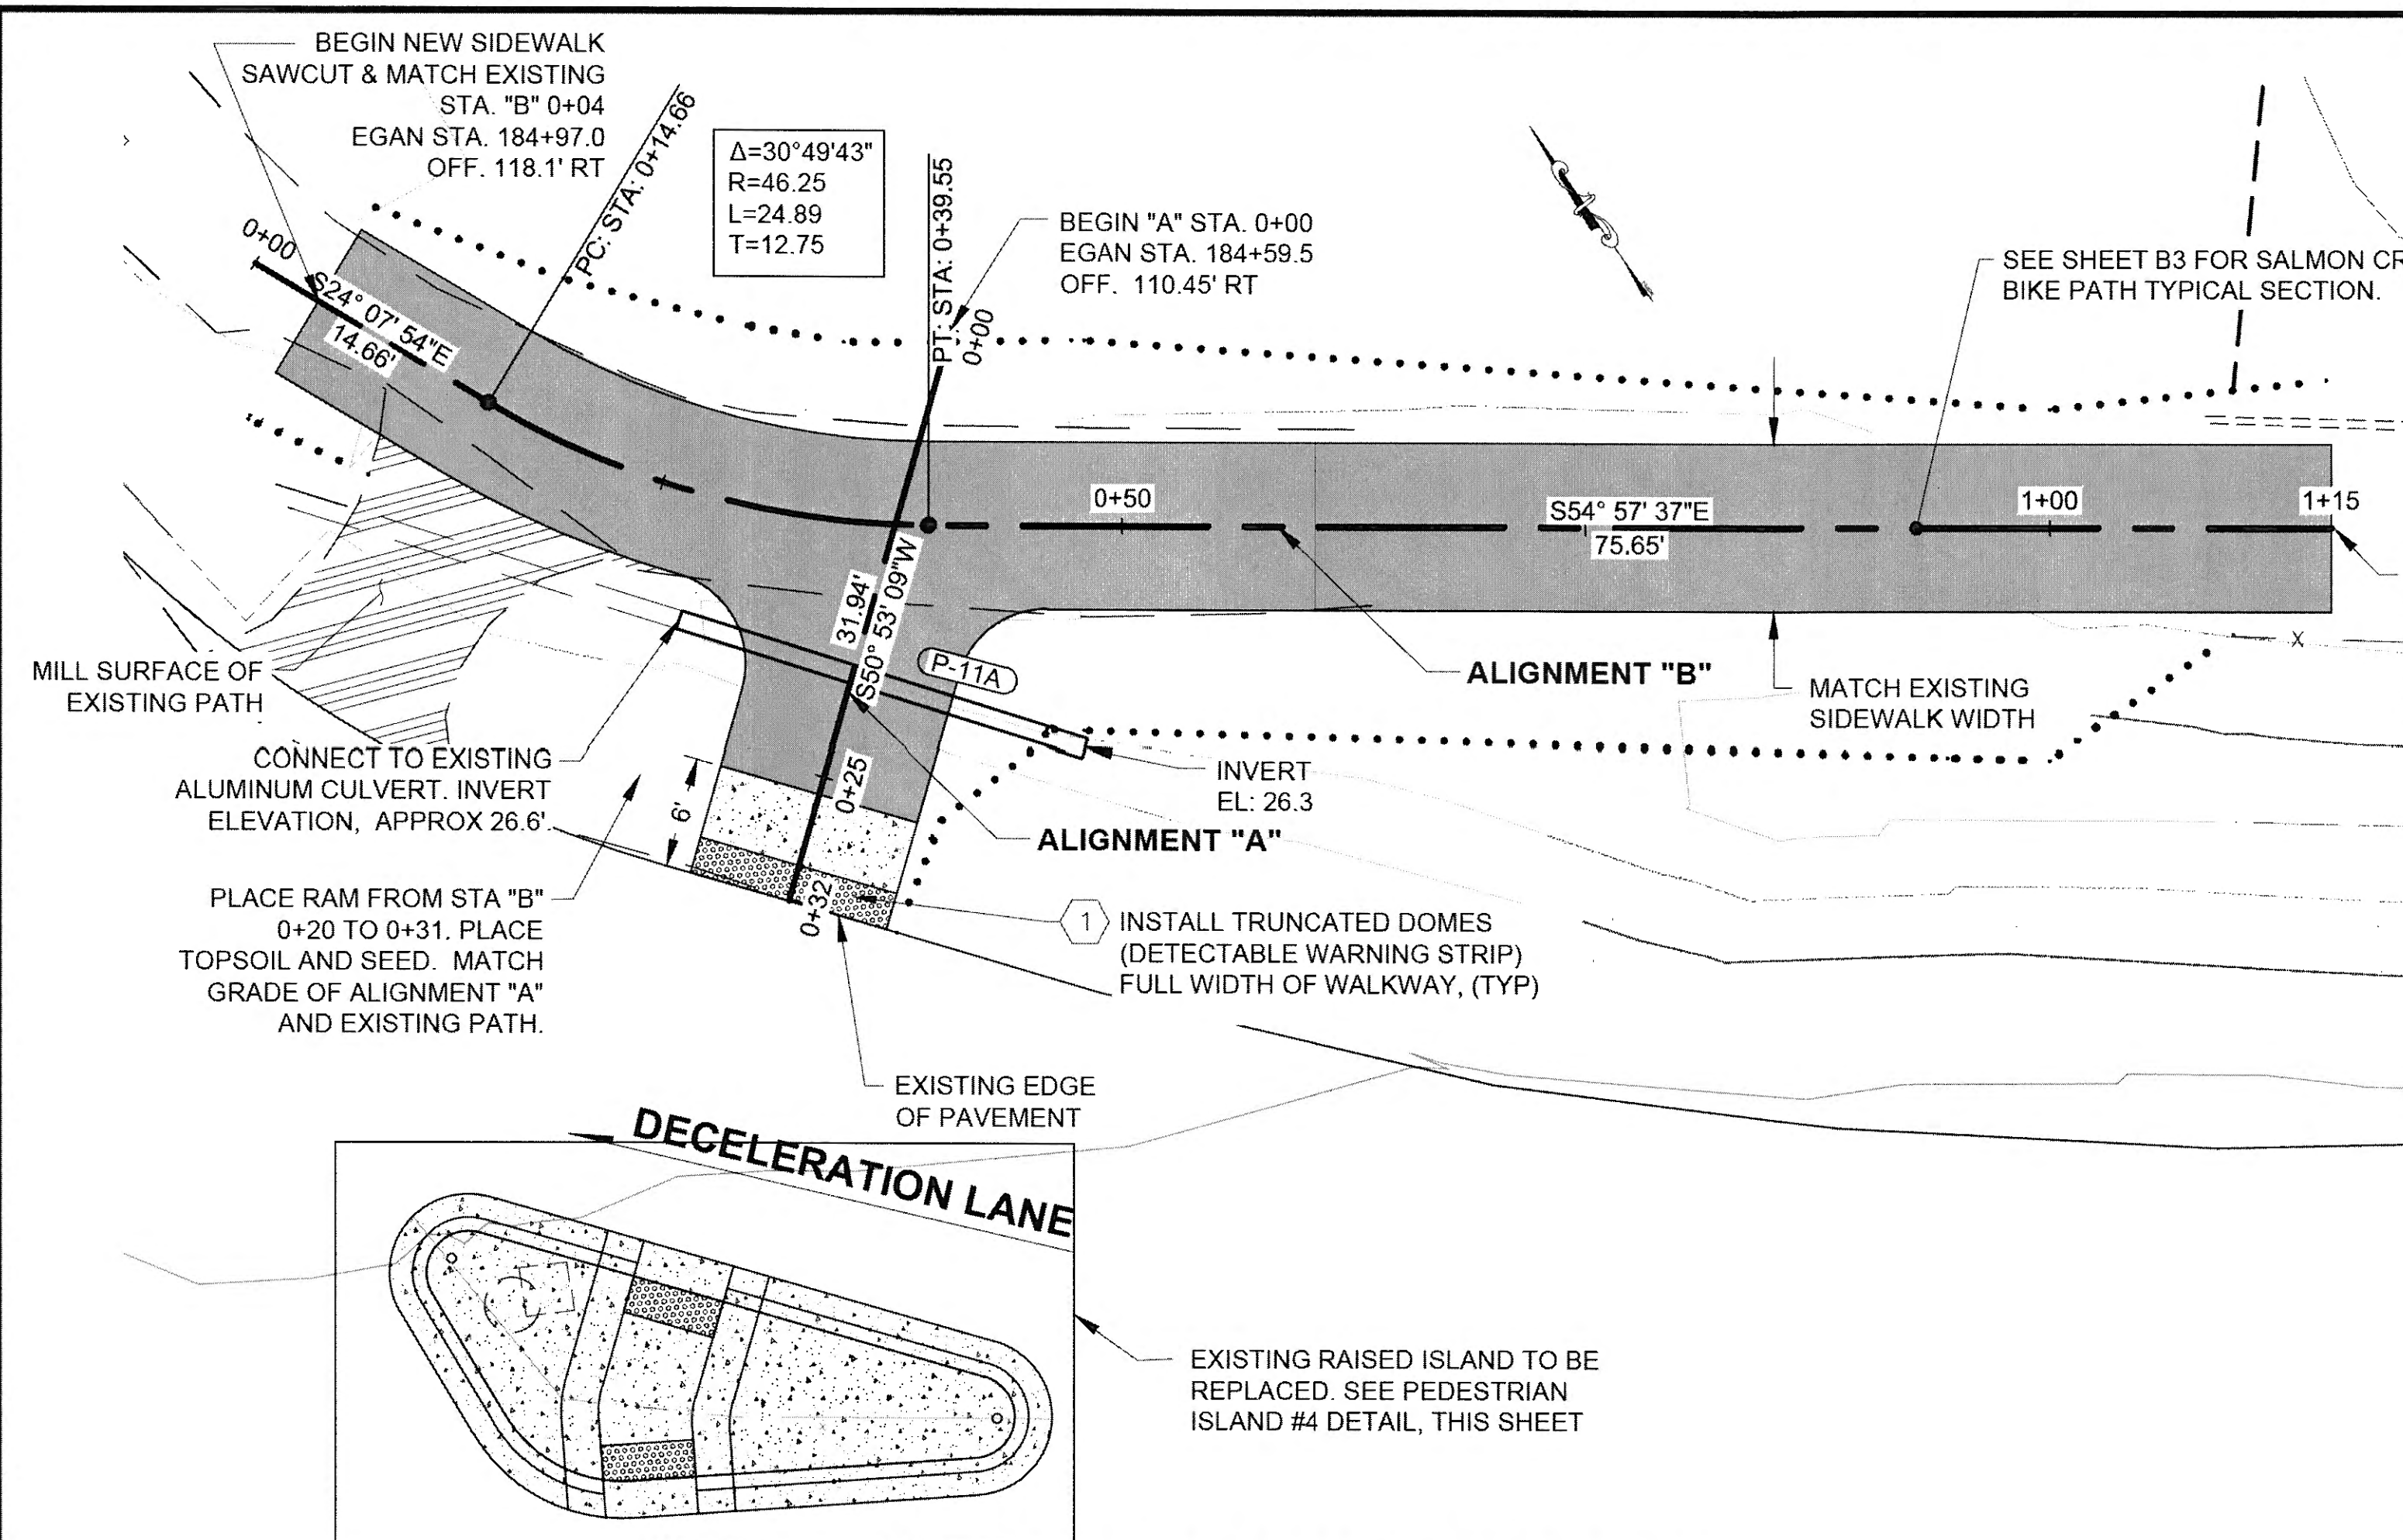 BEGIN NEW SIDEWALK
SAWCUT & MATCH EXISTING
STA. "B" 0+04
EGAN STA. 184+97.0
OFF. 118.1' RT
PC: STA: 0+14.66
Δ=30°49'43"
R=46.25
L=24.89
T=12.75
PT: STA: 0+39.55
BEGIN "A" STA. 0+00
EGAN STA. 184+59.5
OFF. 110.45' RT
0+00
SEE SHEET B3 FOR SALMON CR
BIKE PATH TYPICAL SECTION.
0+00
S24° 07' 54"E
14.66'
0+50
S54° 57' 37"E
75.65'
1+00
1+15
31.94'
S50° 53' 09"W
P-11A
ALIGNMENT "B"
MATCH EXISTING
SIDEWALK WIDTH
X
MILL SURFACE OF
EXISTING PATH
CONNECT TO EXISTING
ALUMINUM CULVERT. INVERT
ELEVATION, APPROX 26.6'.
6'
0+25
INVERT
EL: 26.3
ALIGNMENT "A"
PLACE RAM FROM STA "B"
0+20 TO 0+31. PLACE
TOPSOIL AND SEED. MATCH
GRADE OF ALIGNMENT "A"
AND EXISTING PATH.
0+32
1
INSTALL TRUNCATED DOMES
(DETECTABLE WARNING STRIP)
FULL WIDTH OF WALKWAY, (TYP)
EXISTING EDGE
OF PAVEMENT
DECELERATION LANE
EXISTING RAISED ISLAND TO BE
REPLACED. SEE PEDESTRIAN
ISLAND #4 DETAIL, THIS SHEET